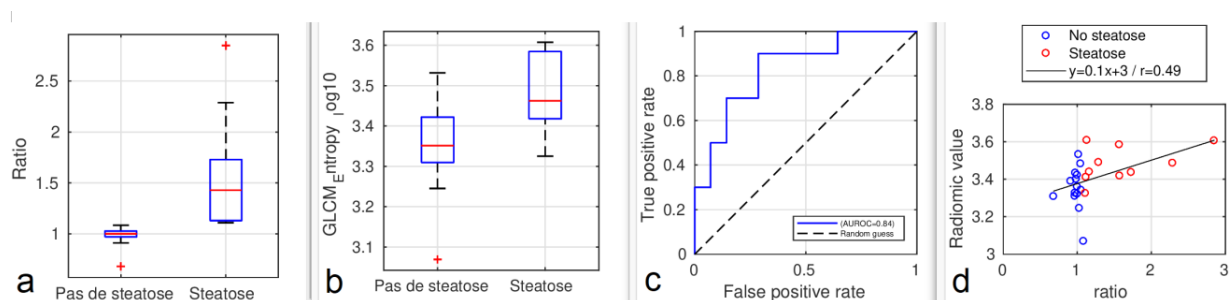 2.5
2
1.5
1
Ratio
Pas de steatose
Steatose
a
3.6
3.5
3.4
3.3
3.2
3.1
GLCM_Entropy_log10
Pas de steatose
Steatose
b
1
0.8
0.6
0.4
0.2
0
0
0.5
1
True positive rate
False positive rate
(AUROC=0.84)
Random guess
c
No steatose
Steatose
y=0.1x+3 / r=0.49
3.8
3.6
3.4
3.2
3
0
1
2
3
Radiomic value
ratio
d